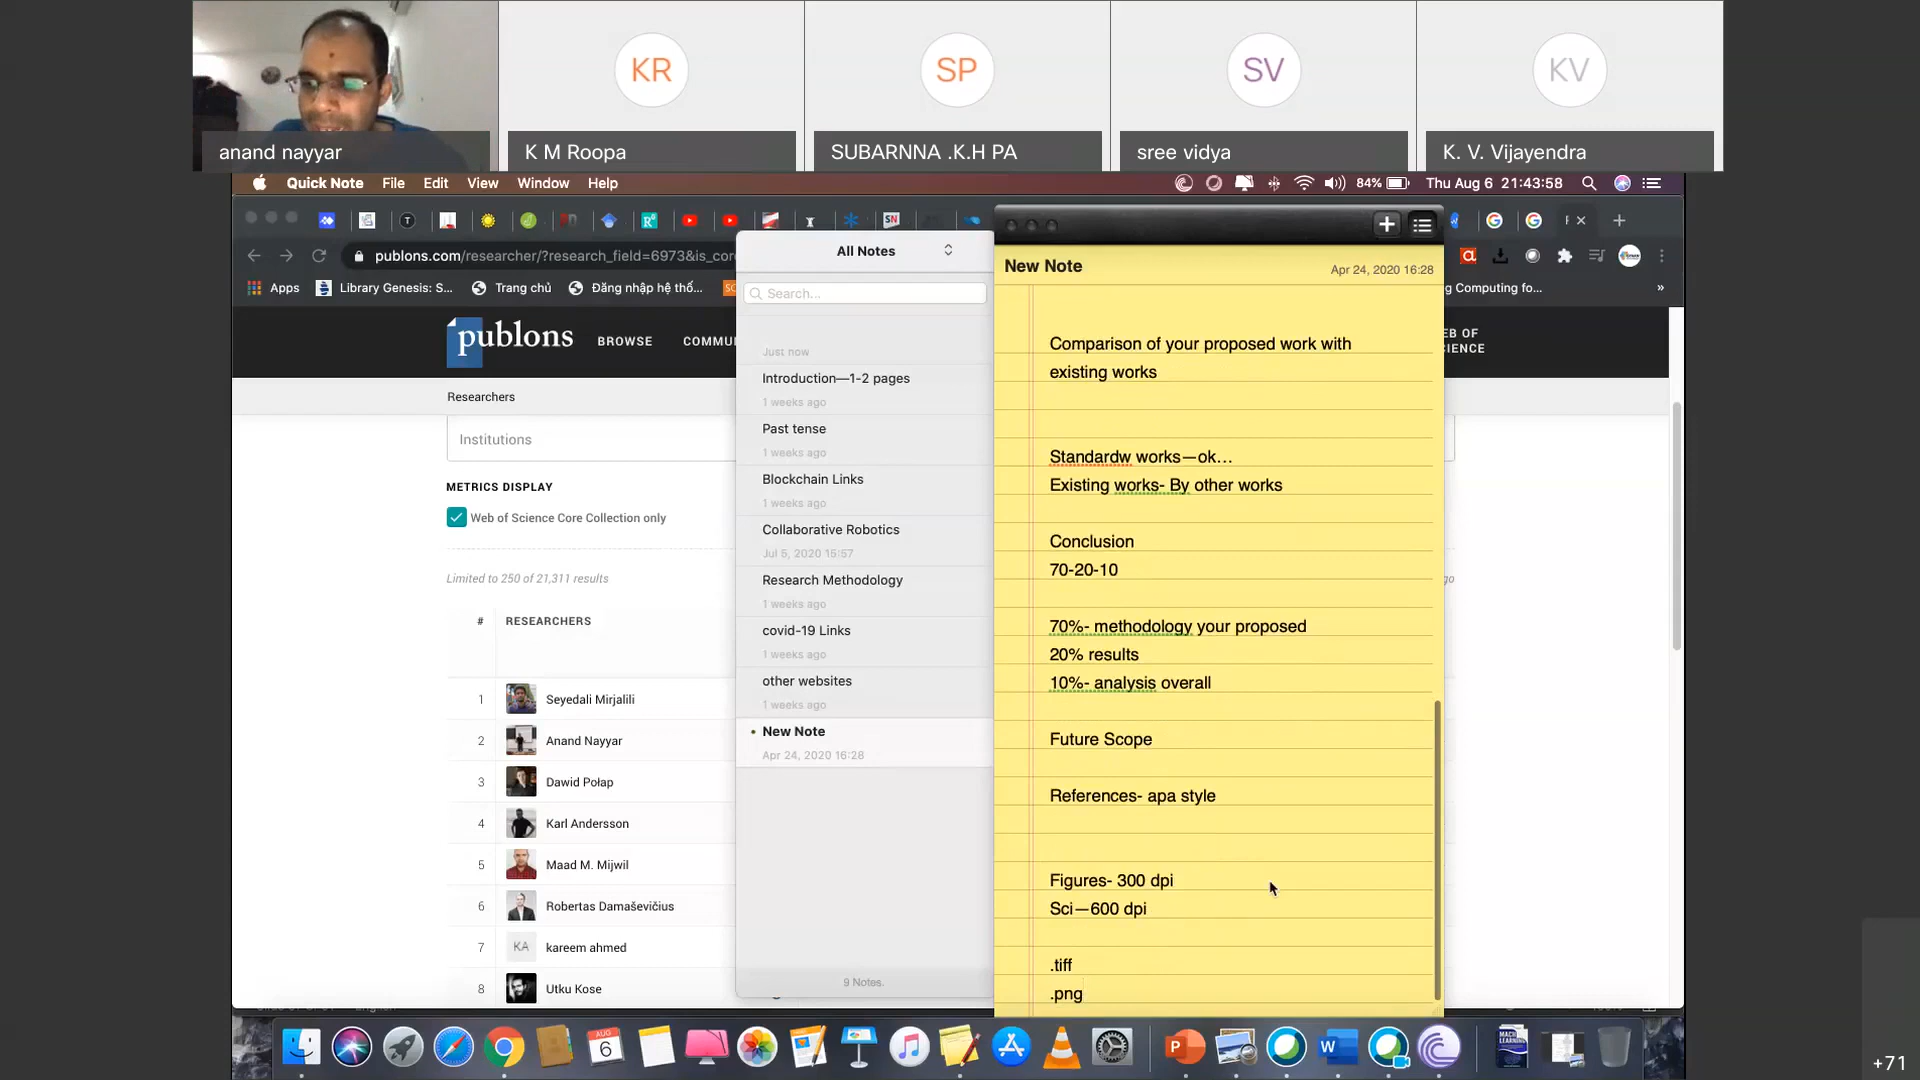 KR
SP
SV
KV
anand nayyar
K M Roopa
SUBARNNA .K.H PA
sree vidya
K. V. Vijayendra
Quick Note File Edit View Window Help
84% Thu Aug 6 21:43:58
publons.com/researcher/?research_field=6973&is_cor
Apps
Library Genesis: S...
Trang chủ
Đăng nhập hệ thố...
g Computing fo...
»
publons
BROWSE
COMMU
EB OF
IENCE
Researchers
Institutions
METRICS DISPLAY
Web of Science Core Collection only
Limited to 250 of 21,311 results
go
# RESEARCHERS
1 Seyedali Mirjalili
2 Anand Nayyar
3 Dawid Połap
4 Karl Andersson
5 Maad M. Mijwil
6 Robertas Damaševičius
7 KA kareem ahmed
8 Utku Kose
All Notes
Search...
Just now
Introduction—1-2 pages
1 weeks ago
Past tense
1 weeks ago
Blockchain Links
1 weeks ago
Collaborative Robotics
Jul 5, 2020 15:57
Research Methodology
1 weeks ago
covid-19 Links
1 weeks ago
other websites
1 weeks ago
New Note
Apr 24, 2020 16:28
9 Notes.
New Note
Apr 24, 2020 16:28
Comparison of your proposed work with
existing works
Standardw works—ok...
Existing works- By other works
Conclusion
70-20-10
70%- methodology your proposed
20% results
10%- analysis overall
Future Scope
References- apa style
Figures- 300 dpi
Sci—600 dpi
.tiff
.png
AUG
6
+71